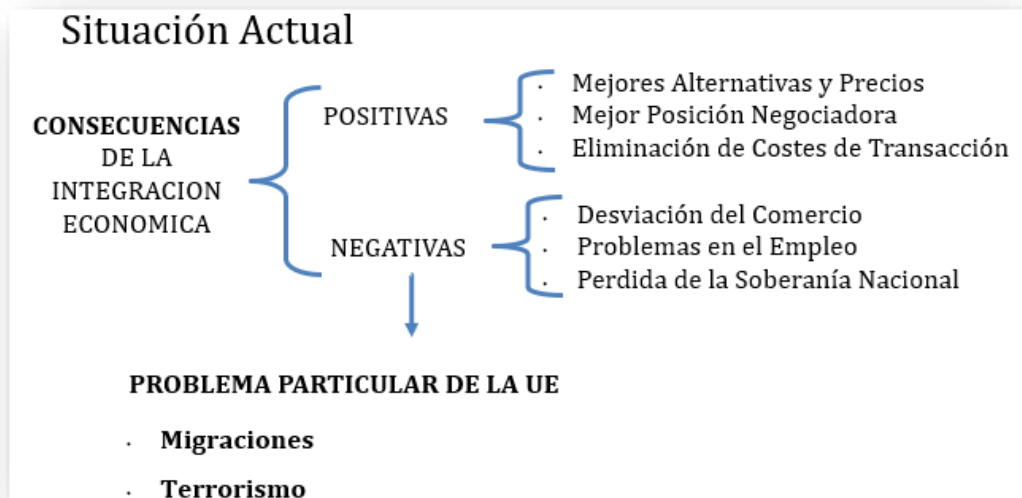 Situación Actual
CONSECUENCIAS
DE LA
INTEGRACION
ECONOMICA
POSITIVAS
· Mejores Alternativas y Precios
· Mejor Posición Negociadora
· Eliminación de Costes de Transacción
NEGATIVAS
· Desviación del Comercio
· Problemas en el Empleo
· Perdida de la Soberanía Nacional
PROBLEMA PARTICULAR DE LA UE
· Migraciones
· Terrorismo